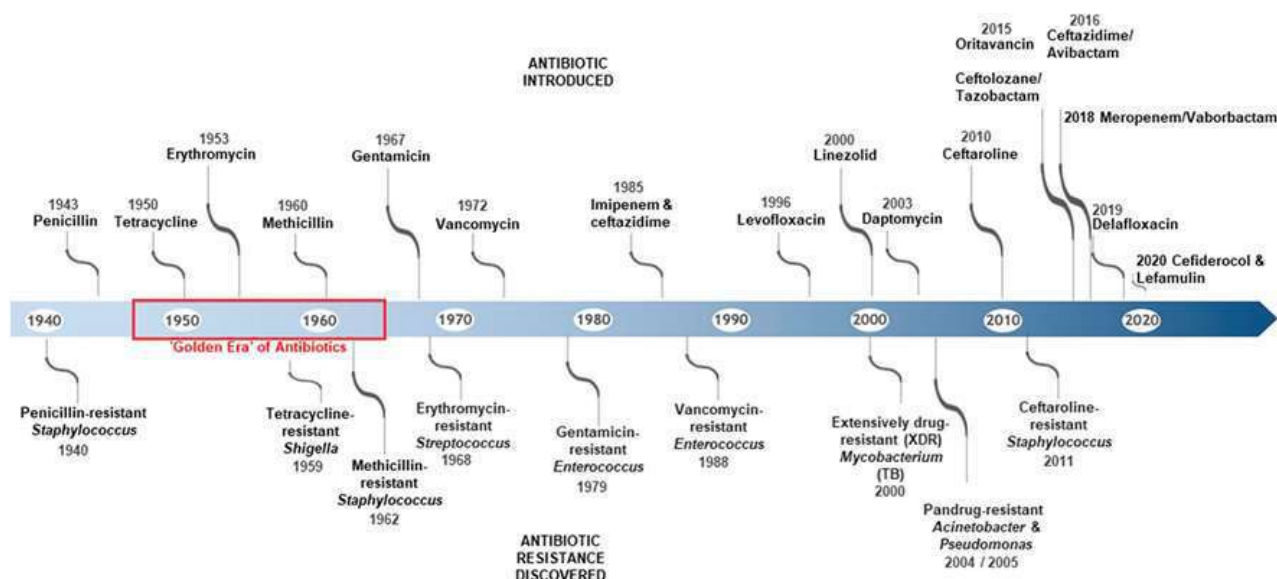 2015
Oritavancin
2016
Ceftazidime/
Avibactam
ANTIBIOTIC
INTRODUCED
Ceftolozane/
Tazobactam
2018 Meropenem/Vaborbactam
1953
Erythromycin
1967
Gentamicin
2000
Linezolid
2010
Ceftaroline
1943
Penicillin
1950
Tetracycline
1960
Methicillin
1972
Vancomycin
1985
Imipenem &
ceftazidime
1996
Levofloxacin
2003
Daptomycin
2019
Delafloxacin
2020 Cefiderocol &
Lefamulin
1940 1950 1960 1970 1980 1990 2000 2010 2020
'Golden Era' of Antibiotics
Penicillin-resistant
Staphylococcus
1940
Tetracycline-
resistant
Shigella
1959
Methicillin-
resistant
Staphylococcus
1962
Erythromycin-
resistant
Streptococcus
1968
Gentamicin-
resistant
Enterococcus
1979
Vancomycin-
resistant
Enterococcus
1988
Extensively drug-
resistant (XDR)
Mycobacterium
(TB)
2000
Pandrug-resistant
Acinetobacter &
Pseudomonas
2004 / 2005
Ceftaroline-
resistant
Staphylococcus
2011
ANTIBIOTIC
RESISTANCE
DISCOVERED